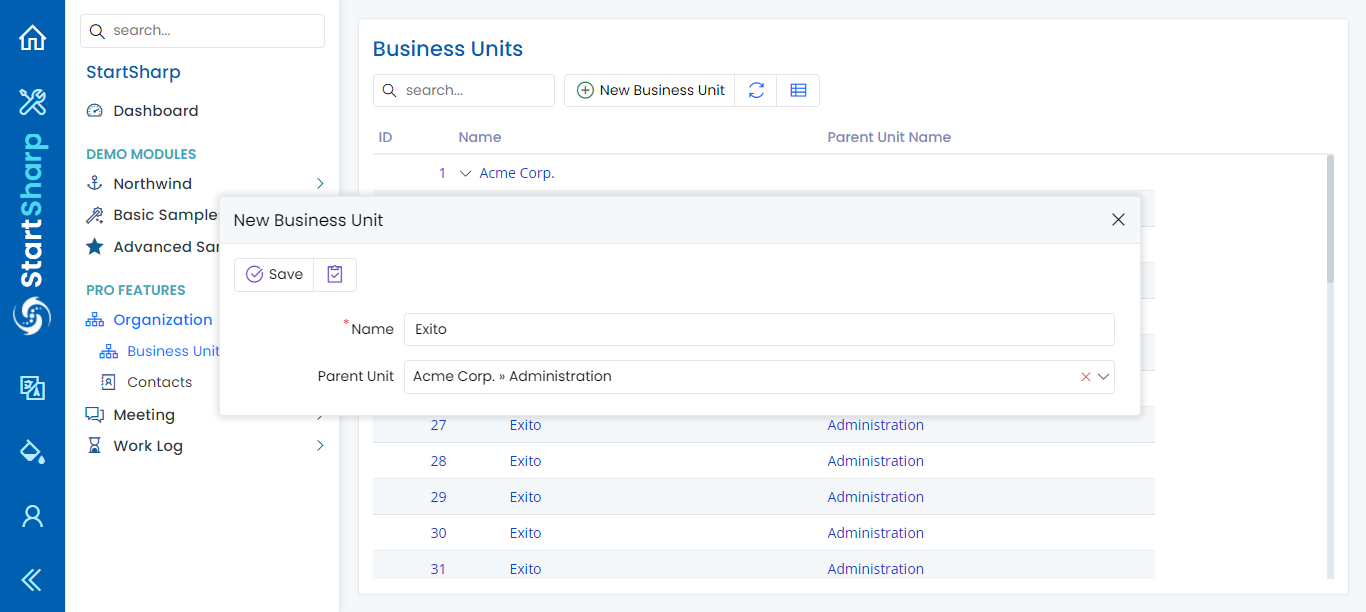 StartSharp
search...
StartSharp
Dashboard
DEMO MODULES
Northwind
Basic Sample
Advanced Sar
PRO FEATURES
Organization
Business Unit
Contacts
Meeting
Work Log
Business Units
search...
New Business Unit
ID Name Parent Unit Name
1 Acme Corp.
New Business Unit
Save
* Name Exito
Parent Unit Acme Corp. » Administration
27 Exito Administration
28 Exito Administration
29 Exito Administration
30 Exito Administration
31 Exito Administration